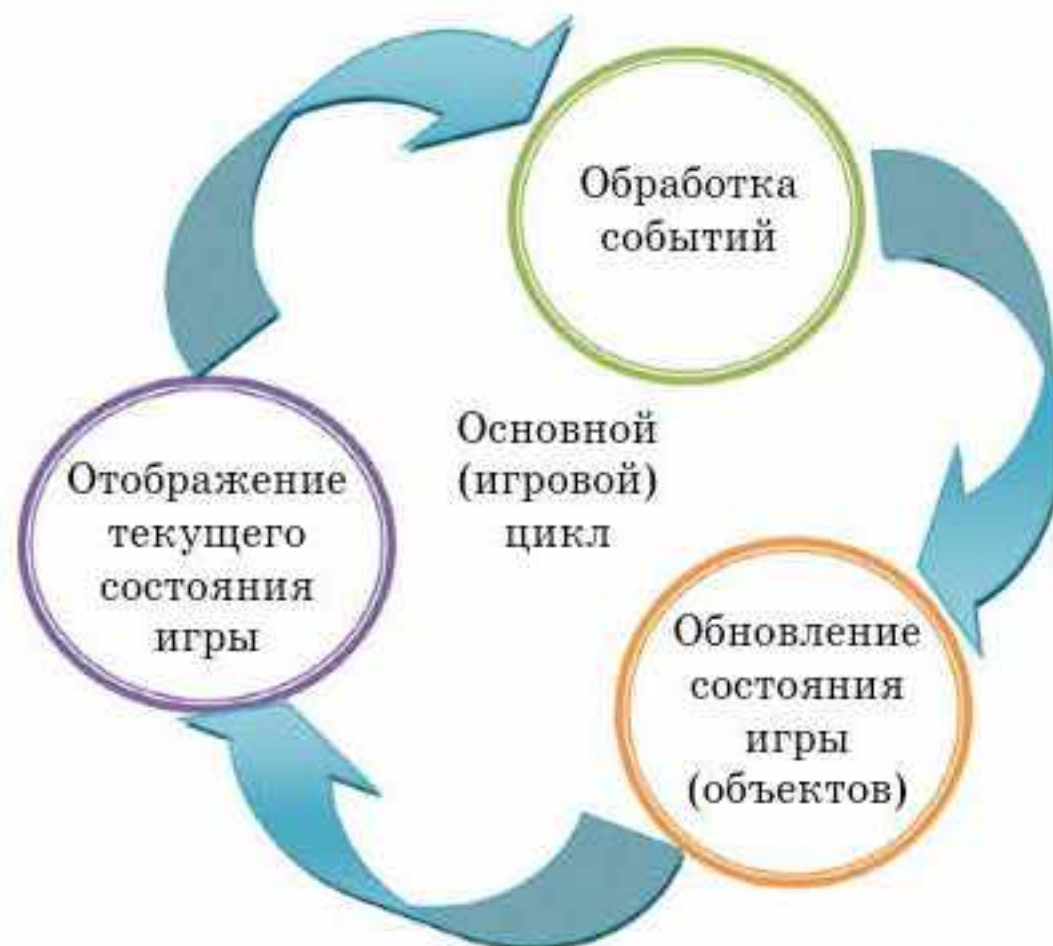 Обработка
событий
Основной
(игровой)
цикл
Отображение
текущего
состояния
игры
Обновление
состояния
игры
(объектов)